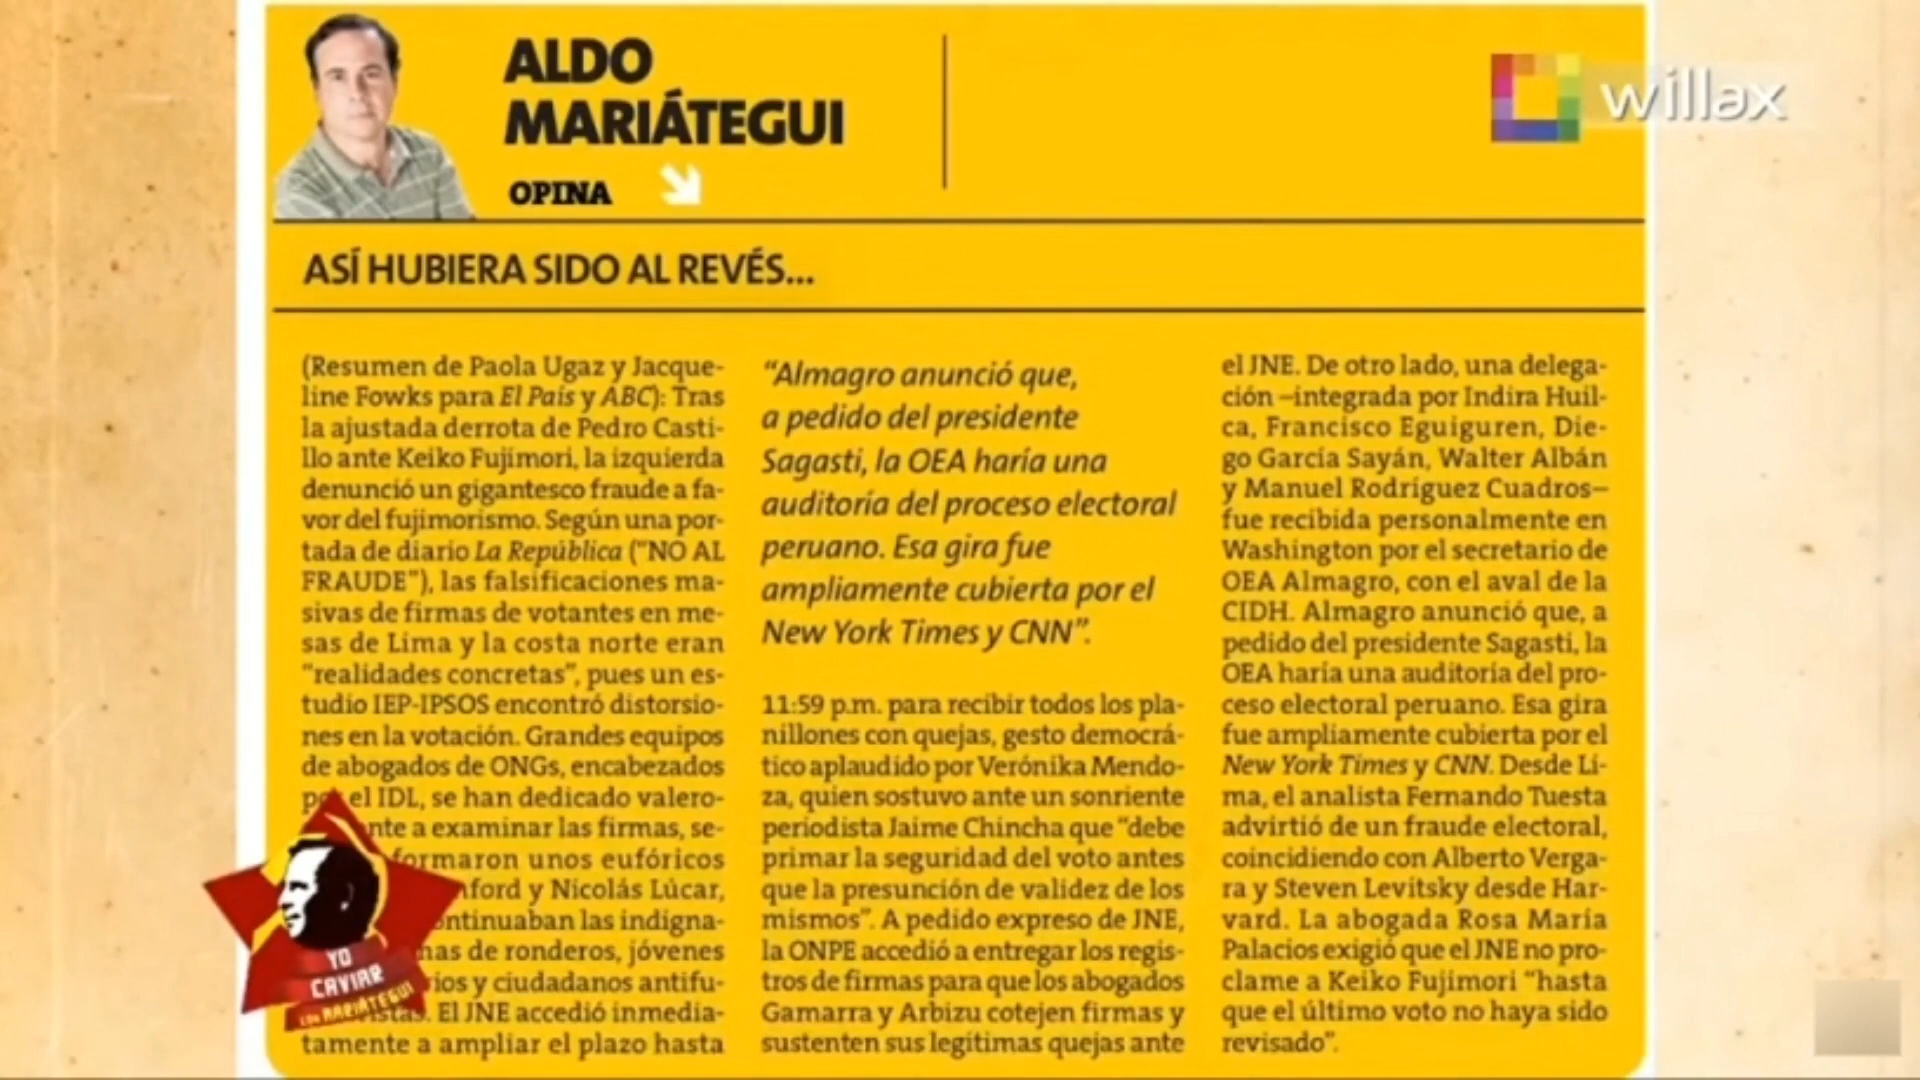 ALDO
MARIÁTEGUI
OPINA
willax
ASÍ HUBIERA SIDO AL REVÉS...
(Resumen de Paola Ugaz y Jacque-
line Fowks para El País y ABC): Tras
la ajustada derrota de Pedro Casti-
llo ante Keiko Fujimori, la izquierda
denunció un gigantesco fraude a fa-
vor del fujimorismo. Según una por-
tada de diario La República ("NO AL
FRAUDE"), las falsificaciones ma-
sivas de firmas de votantes en me-
sas de Lima y la costa norte eran
"realidades concretas", pues un es-
tudio IEP-IPSOS encontró distorsio-
nes en la votación. Grandes equipos
de abogados de ONGs, encabezados
el IDL, se han dedicado valero-
nte a examinar las firmas, se-
formaron unos eufóricos
nford y Nicolás Lúcar,
ontinuaban las indigna-
nas de ronderos, jóvenes
rios y ciudadanos antifu-
istas. El JNE accedió inmedia-
tamente a ampliar el plazo hasta
"Almagro anunció que,
a pedido del presidente
Sagasti, la OEA haría una
auditoría del proceso electoral
peruano. Esa gira fue
ampliamente cubierta por el
New York Times y CNN".
11:59 p.m. para recibir todos los pla-
nillones con quejas, gesto democrá-
tico aplaudido por Verónika Mendo-
za, quien sostuvo ante un sonriente
periodista Jaime Chincha que "debe
primar la seguridad del voto antes
que la presunción de validez de los
mismos". A pedido expreso de JNE,
la ONPE accedió a entregar los regis-
tros de firmas para que los abogados
Gamarra y Arbizu cotejen firmas y
sustenten sus legítimas quejas ante
el JNE. De otro lado, una delega-
ción –integrada por Indira Huil-
ca, Francisco Eguiguren, Die-
go García Sayán, Walter Albán
y Manuel Rodríguez Cuadros–
fue recibida personalmente en
Washington por el secretario de
OEA Almagro, con el aval de la
CIDH. Almagro anunció que, a
pedido del presidente Sagasti, la
OEA haría una auditoría del pro-
ceso electoral peruano. Esa gira
fue ampliamente cubierta por el
New York Times y CNN. Desde Li-
ma, el analista Fernando Tuesta
advirtió de un fraude electoral,
coincidiendo con Alberto Verga-
ra y Steven Levitsky desde Har-
vard. La abogada Rosa María
Palacios exigió que el JNE no pro-
clame a Keiko Fujimori "hasta
que el último voto no haya sido
revisado".
YO
CAVIAR
CON MARIÁTEGUI